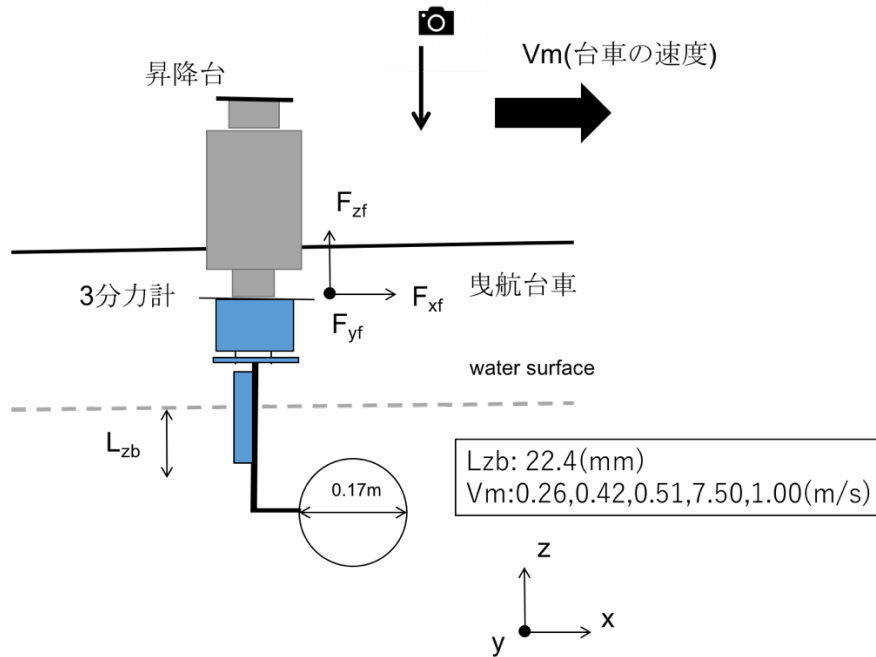 Vm(台車の速度)
昇降台
Fzf
3分力計
Fxf
曳航台車
Fyf
water surface
Lzb
0.17m
Lzb: 22.4(mm)
Vm:0.26,0.42,0.51,7.50,1.00(m/s)
z
x
y